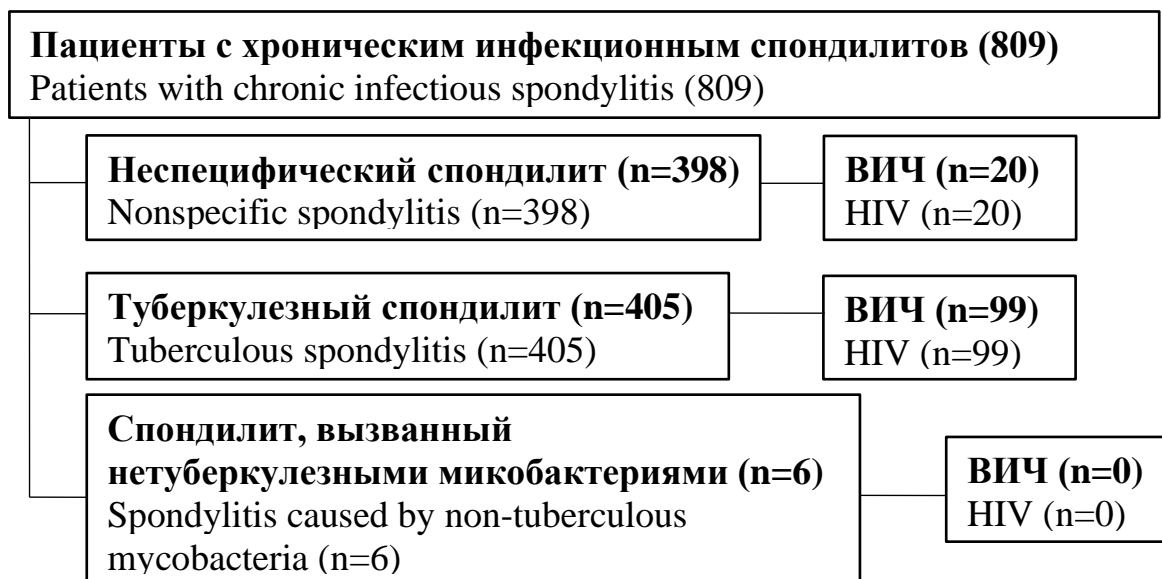 Пациенты с хроническим инфекционным спондилитов (809)
Patients with chronic infectious spondylitis (809)
Неспецифический спондилит (n=398)
Nonspecific spondylitis (n=398)
ВИЧ (n=20)
HIV (n=20)
Туберкулезный спондилит (n=405)
Tuberculous spondylitis (n=405)
ВИЧ (n=99)
HIV (n=99)
Спондилит, вызванный
нетуберкулезными микобактериями (n=6)
Spondylitis caused by non-tuberculous
mycobacteria (n=6)
ВИЧ (n=0)
HIV (n=0)